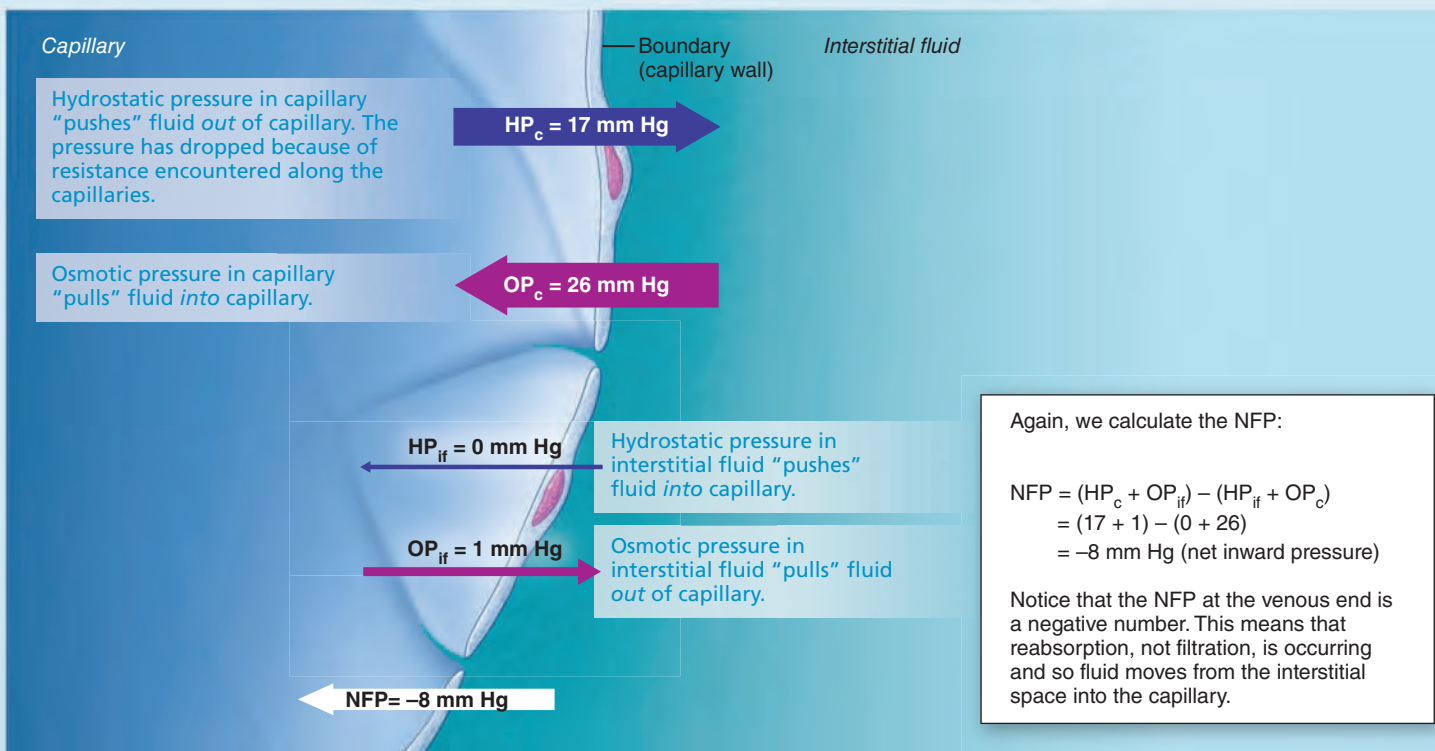 Capillary
Boundary
(capillary wall)
Interstitial fluid
Hydrostatic pressure in capillary
“pushes” fluid out of capillary. The
pressure has dropped because of
resistance encountered along the
capillaries.
HPc = 17 mm Hg
Osmotic pressure in capillary
“pulls” fluid into capillary.
OPc = 26 mm Hg
HPif = 0 mm Hg
Hydrostatic pressure in
interstitial fluid “pushes”
fluid into capillary.
OPif = 1 mm Hg
Osmotic pressure in
interstitial fluid “pulls” fluid
out of capillary.
NFP= –8 mm Hg
Again, we calculate the NFP:
NFP = (HPc + OPif) – (HPif + OPc)
= (17 + 1) – (0 + 26)
= –8 mm Hg (net inward pressure)
Notice that the NFP at the venous end is
a negative number. This means that
reabsorption, not filtration, is occurring
and so fluid moves from the interstitial
space into the capillary.